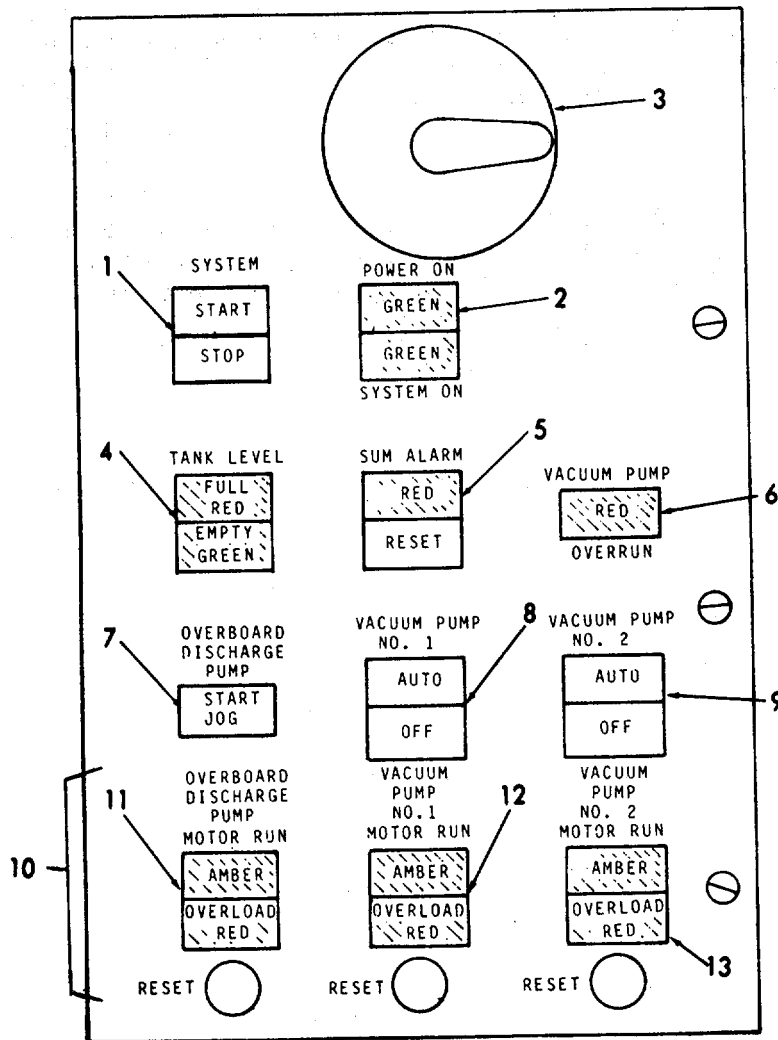 3
1
SYSTEM
START
STOP
POWER ON
GREEN
GREEN
SYSTEM ON
2
4
TANK LEVEL
FULL
RED
EMPTY
GREEN
SUM ALARM
RED
RESET
5
VACUUM PUMP
RED
OVERRUN
6
7
OVERBOARD
DISCHARGE
PUMP
START
JOG
VACUUM PUMP
NO. 1
AUTO
OFF
8
VACUUM PUMP
NO. 2
AUTO
OFF
9
10
11
OVERBOARD
DISCHARGE
PUMP
MOTOR RUN
AMBER
OVERLOAD
RED
RESET
VACUUM
PUMP
NO.1
MOTOR RUN
AMBER
OVERLOAD
RED
RESET
12
VACUUM
PUMP
NO. 2
MOTOR RUN
AMBER
OVERLOAD
RED
RESET
13